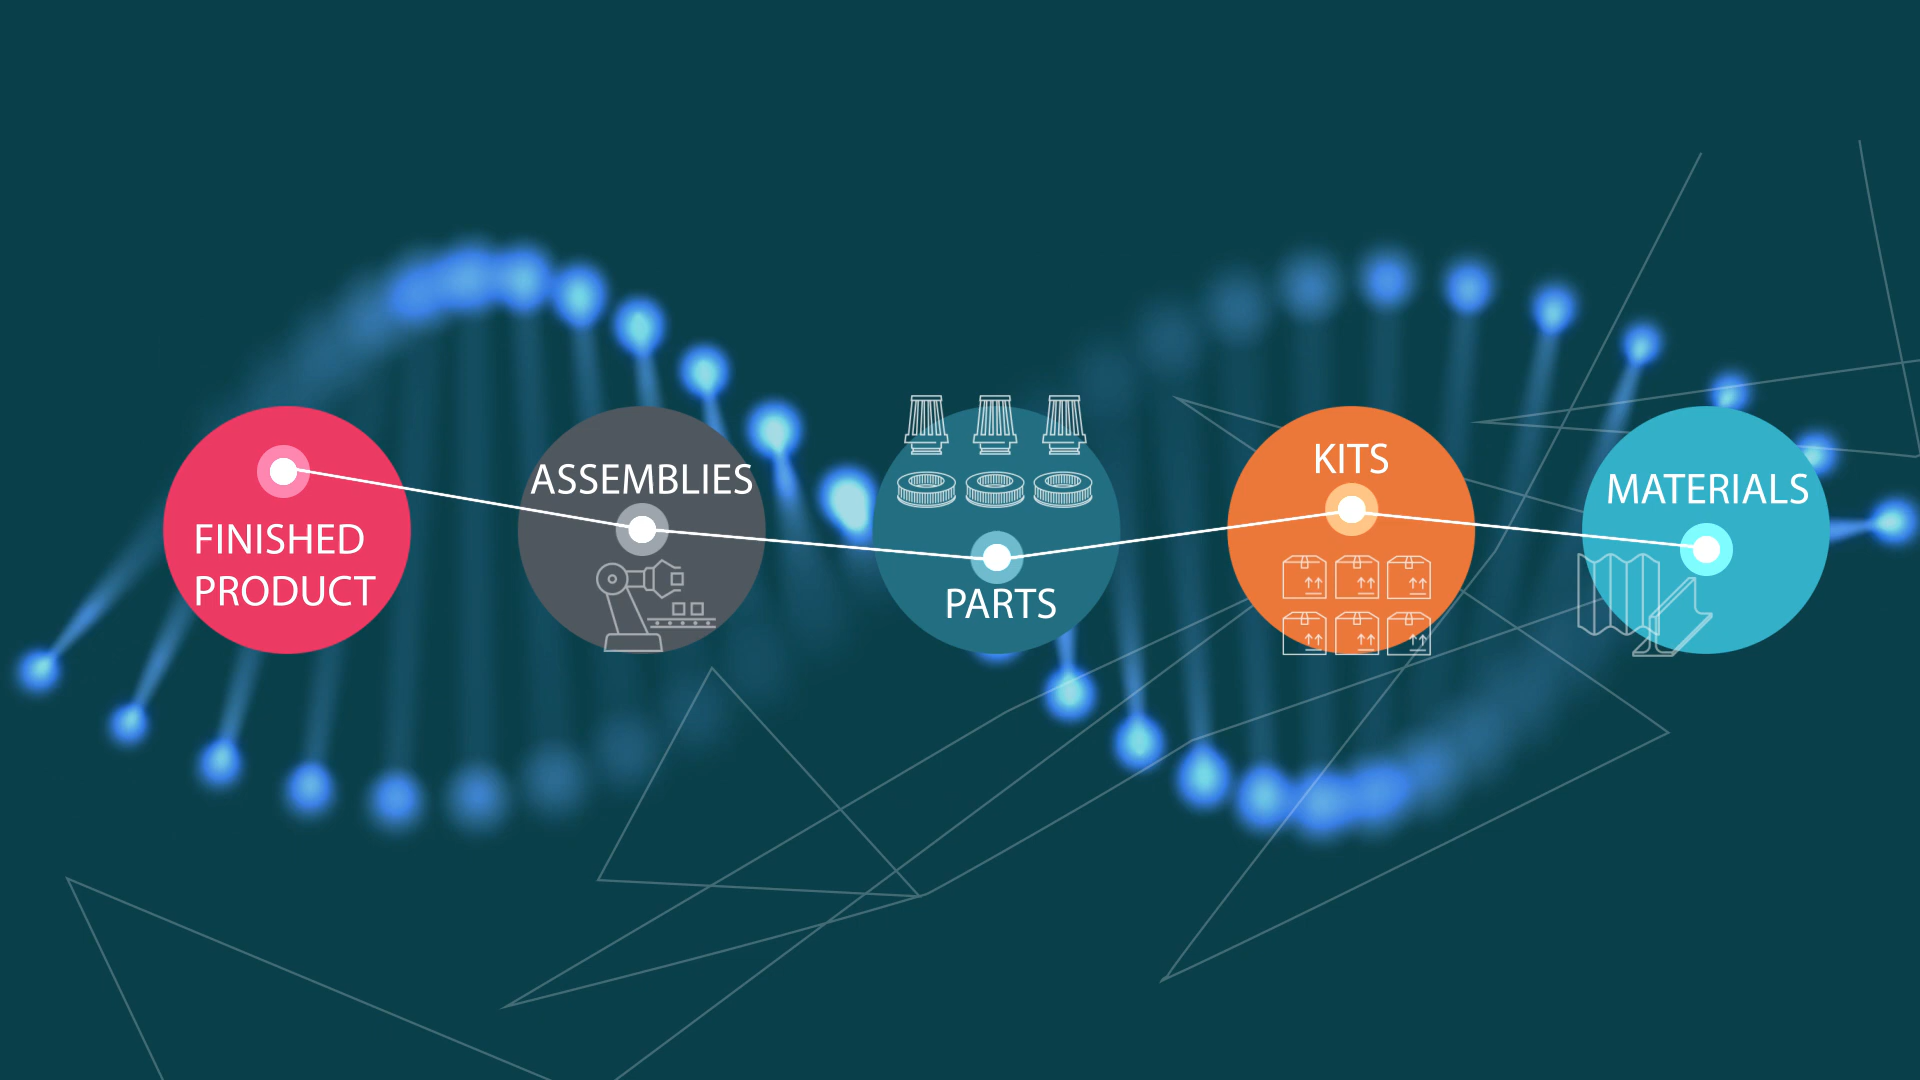 FINISHED
PRODUCT
ASSEMBLIES
PARTS
KITS
MATERIALS